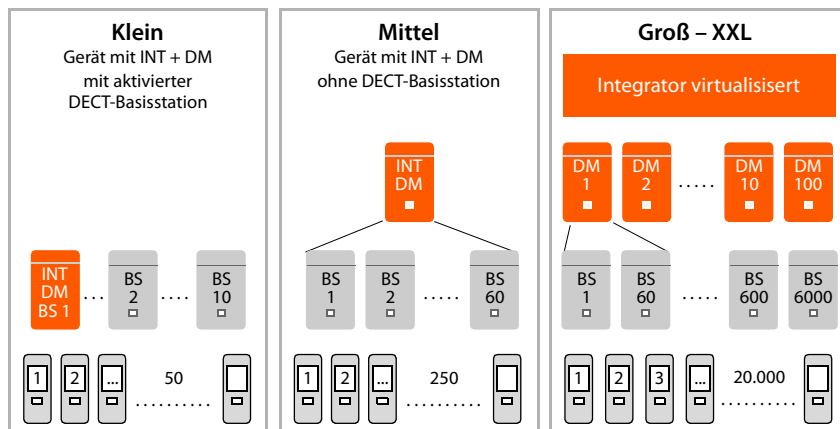 Klein
Gerät mit INT + DM
mit aktivierter
DECT-Basisstation
INT
DM
BS 1
....
BS
2
....
BS
10
1
2
...
50
..........
Mittel
Gerät mit INT + DM
ohne DECT-Basisstation
INT
DM
BS
1
BS
2
.....
BS
60
1
2
...
250
..........
Groß – XXL
Integrator virtualisisert
DM
1
DM
2
.....
DM
10
DM
100
BS
1
BS
60
.....
BS
600
BS
6000
1
2
3
...
20.000
..........